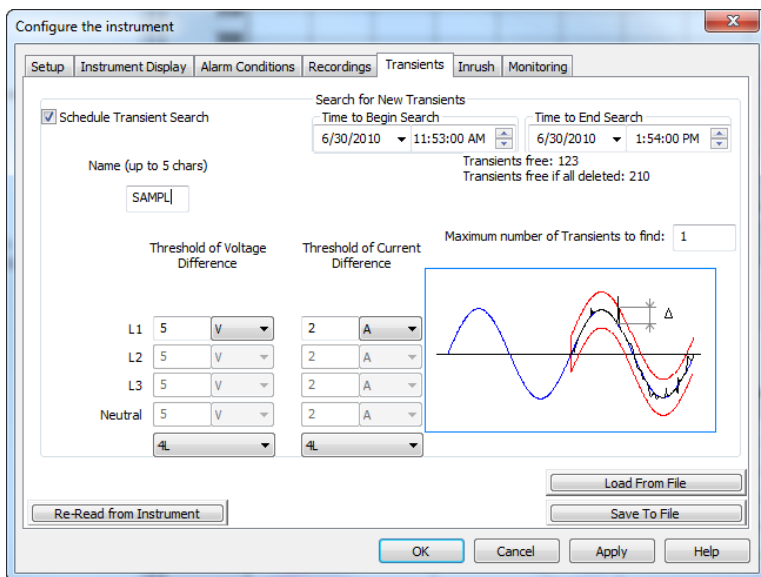 Configure the instrument
Setup Instrument Display Alarm Conditions Recordings Transients Inrush Monitoring
Search for New Transients
Schedule Transient Search
Time to Begin Search
Time to End Search
6/30/2010 11:53:00 AM
6/30/2010 1:54:00 PM
Transients free: 123
Transients free if all deleted: 210
Name (up to 5 chars)
SAMPL
Maximum number of Transients to find: 1
Threshold of Voltage
Difference
Threshold of Current
Difference
Δ
L1 5 V 2 A
L2 5 V 2 A
L3 5 V 2 A
Neutral 5 V 2 A
4L 4L
Load From File
Re-Read from Instrument
Save To File
OK Cancel Apply Help